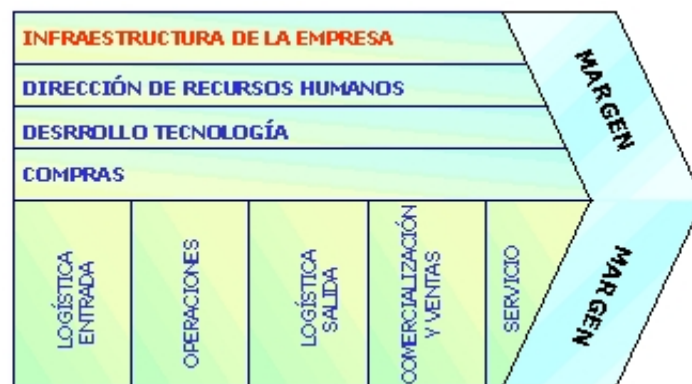 INFRAESTRUCTURA DE LA EMPRESA
DIRECCIÓN DE RECURSOS HUMANOS
DESRROLLO TECNOLOGÍA
COMPRAS
MARGEN
LOGÍSTICA
ENTRADA
OPERACIONES
LOGÍSTICA
SALIDA
COMERCIALIZACIÓN
Y VENTAS
SERVICIO
MARGEN